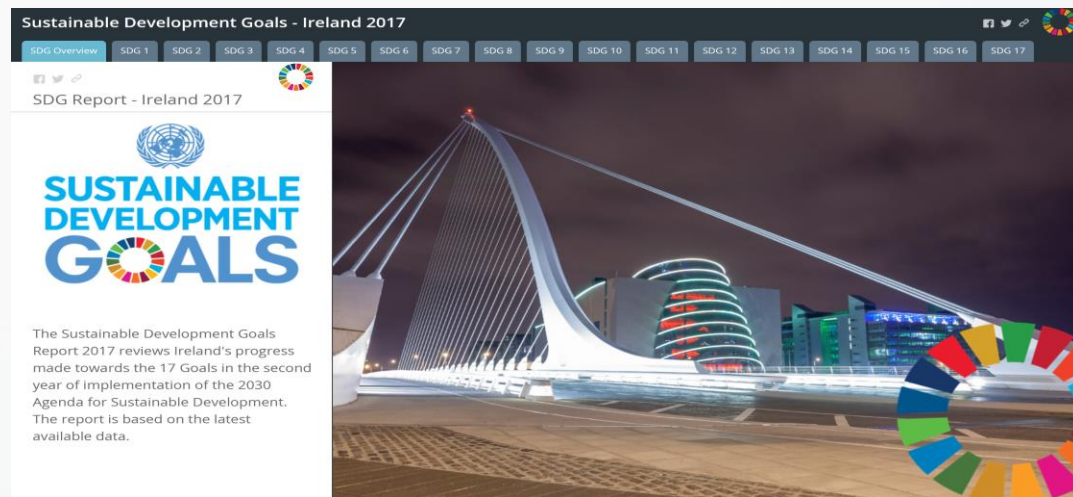 Sustainable Development Goals - Ireland 2017
SDG Overview SDG 1 SDG 2 SDG 3 SDG 4 SDG 5 SDG 6 SDG 7 SDG 8 SDG 9 SDG 10 SDG 11 SDG 12 SDG 13 SDG 14 SDG 15 SDG 16 SDG 17
SDG Report - Ireland 2017
SUSTAINABLE
DEVELOPMENT
GOALS
The Sustainable Development Goals
Report 2017 reviews Ireland's progress
made towards the 17 Goals in the second
year of implementation of the 2030
Agenda for Sustainable Development.
The report is based on the latest
available data.